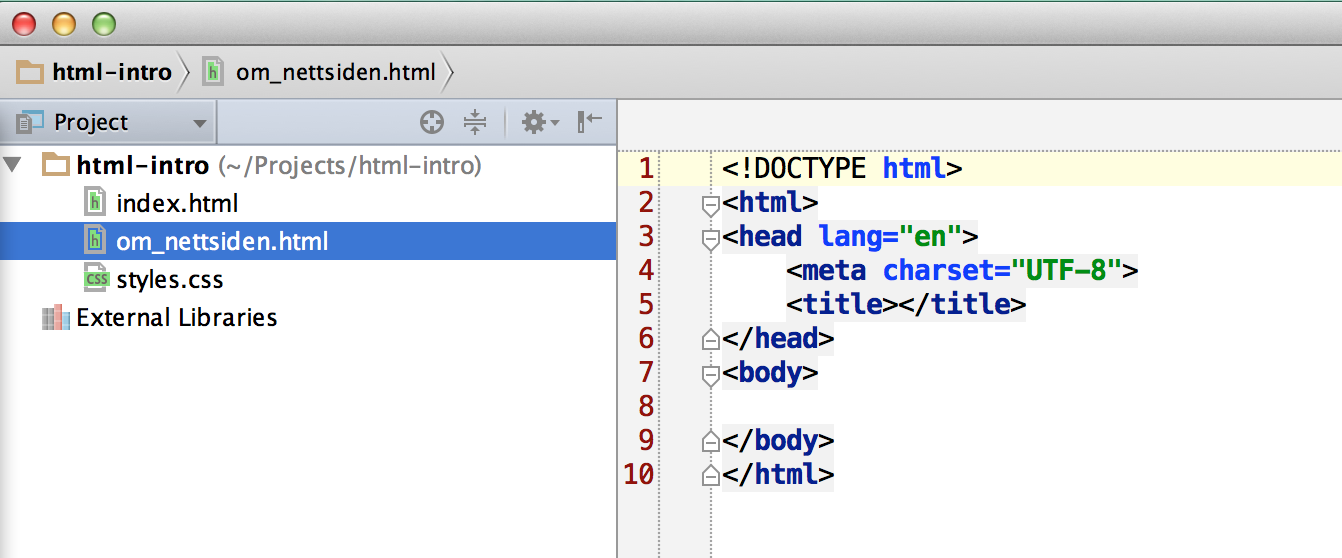 html-intro om_nettsiden.html
Project
html-intro (~/Projects/html-intro)
index.html
om_nettsiden.html
CSS styles.css
External Libraries
1 <!DOCTYPE html>
2 <html>
3 <head lang="en">
4     <meta charset="UTF-8">
5     <title></title>
6 </head>
7 <body>
8
9 </body>
10 </html>